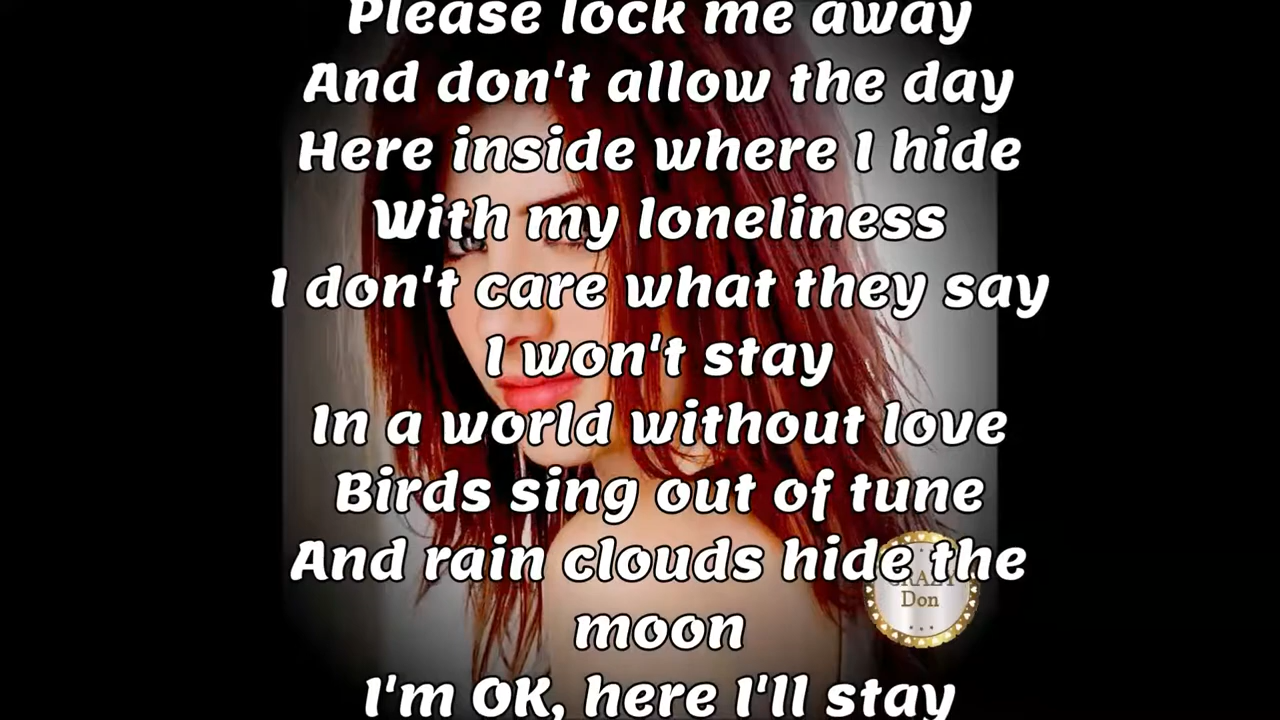 Please lock me away
And don't allow the day
Here inside where I hide
With my loneliness
I don't care what they say
I won't stay
In a world without love
Birds sing out of tune
And rain clouds hide the
moon
I'm OK, here I'll stay
CRAZY
Don